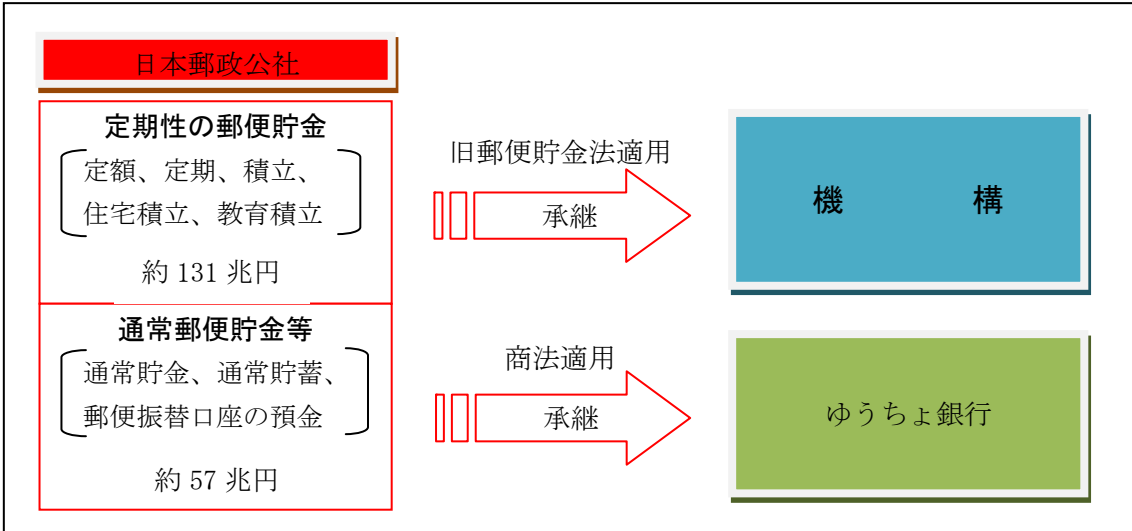 日本郵政公社
定期性の郵便貯金
定額、定期、積立、
住宅積立、教育積立
約 131 兆円
旧郵便貯金法適用
承継
機 構
通常郵便貯金等
通常貯金、通常貯蓄、
郵便振替口座の預金
約 57 兆円
商法適用
承継
ゆうちょ銀行